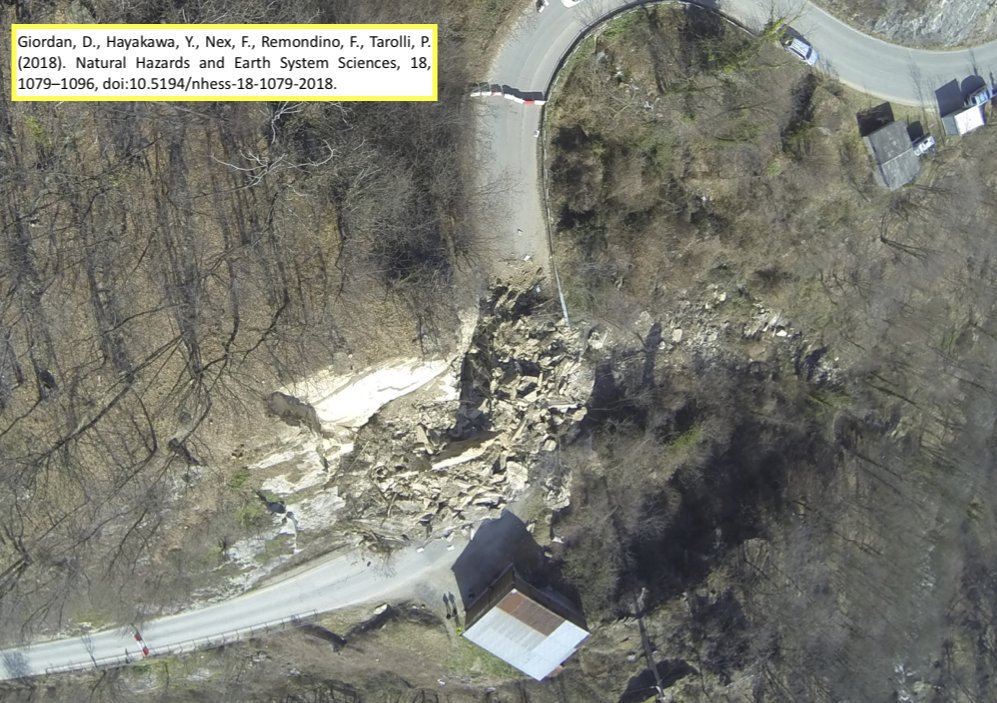 Giordan, D., Hayakawa, Y., Nex, F., Remondino, F., Tarolli, P.
(2018). Natural Hazards and Earth System Sciences, 18,
1079–1096, doi:10.5194/nhess-18-1079-2018.